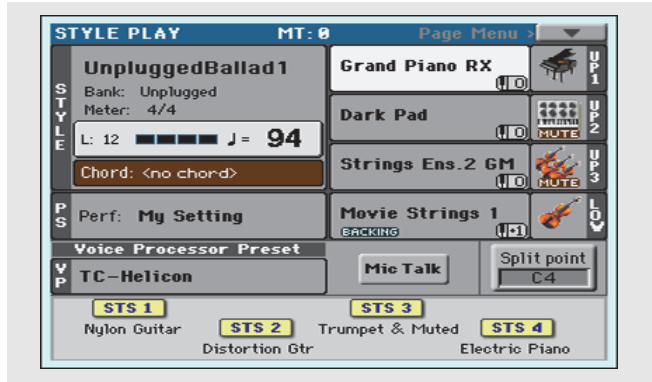 STYLE PLAY MT: 0 Page Menu >
STYLE
UnpluggedBallad1
Bank: Unplugged
Meter: 4/4
L: 12 ♩= 94
Chord: <no chord>
Grand Piano RX
0
UP1
Dark Pad
0
MUTE
UP2
Strings Ens.2 GM
0
MUTE
UP3
PS
Perf: My Setting
Movie Strings 1
BACKING
+1
LOW
Voice Processor Preset
VP
TC-Helicon
Mic Talk
Split point
C4
STS 1
Nylon Guitar
STS 2
Distortion Gtr
STS 3
Trumpet & Muted
STS 4
Electric Piano